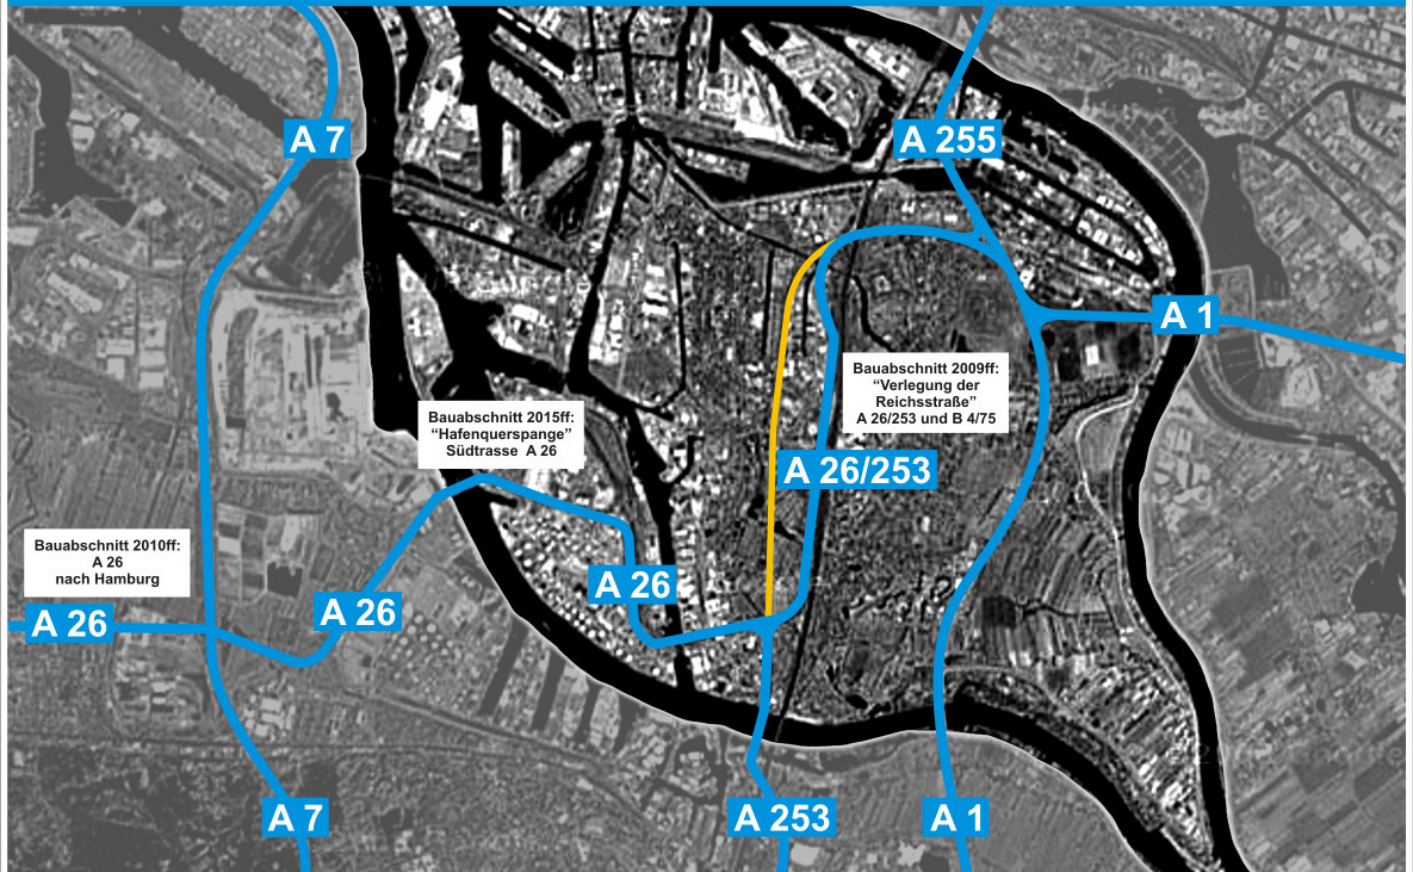 A 7
A 255
A 1
Bauabschnitt 2009ff:
“Verlegung der
Reichsstraße”
A 26/253 und B 4/75
Bauabschnitt 2015ff:
“Hafenquerspange”
Südtrasse A 26
A 26/253
Bauabschnitt 2010ff:
A 26
nach Hamburg
A 26
A 26
A 26
A 7
A 253
A 1